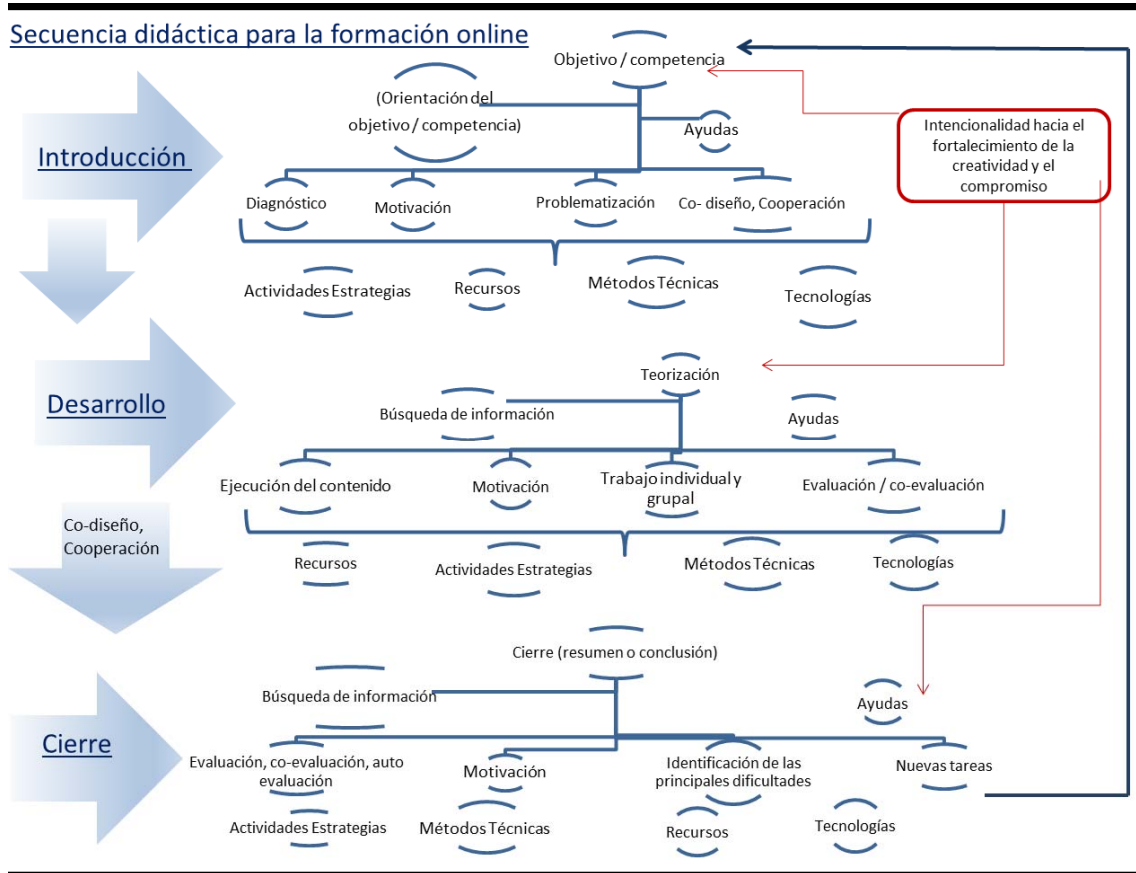 Secuencia didáctica para la formación online
Objetivo / competencia
(Orientación del
objetivo / competencia)
Ayudas
Intencionalidad hacia el
fortalecimiento de la
creatividad y el
compromiso
Introducción
Diagnóstico
Motivación
Problematización
Co- diseño, Cooperación
Actividades Estrategias
Recursos
Métodos Técnicas
Tecnologías
Teorización
Desarrollo
Búsqueda de información
Ayudas
Ejecución del contenido
Motivación
Trabajo individual y
grupal
Evaluación / co-evaluación
Co-diseño,
Cooperación
Recursos
Actividades Estrategias
Métodos Técnicas
Tecnologías
Cierre (resumen o conclusión)
Búsqueda de información
Ayudas
Cierre
Evaluación, co-evaluación, auto
evaluación
Motivación
Identificación de las
principales dificultades
Nuevas tareas
Actividades Estrategias
Métodos Técnicas
Recursos
Tecnologías